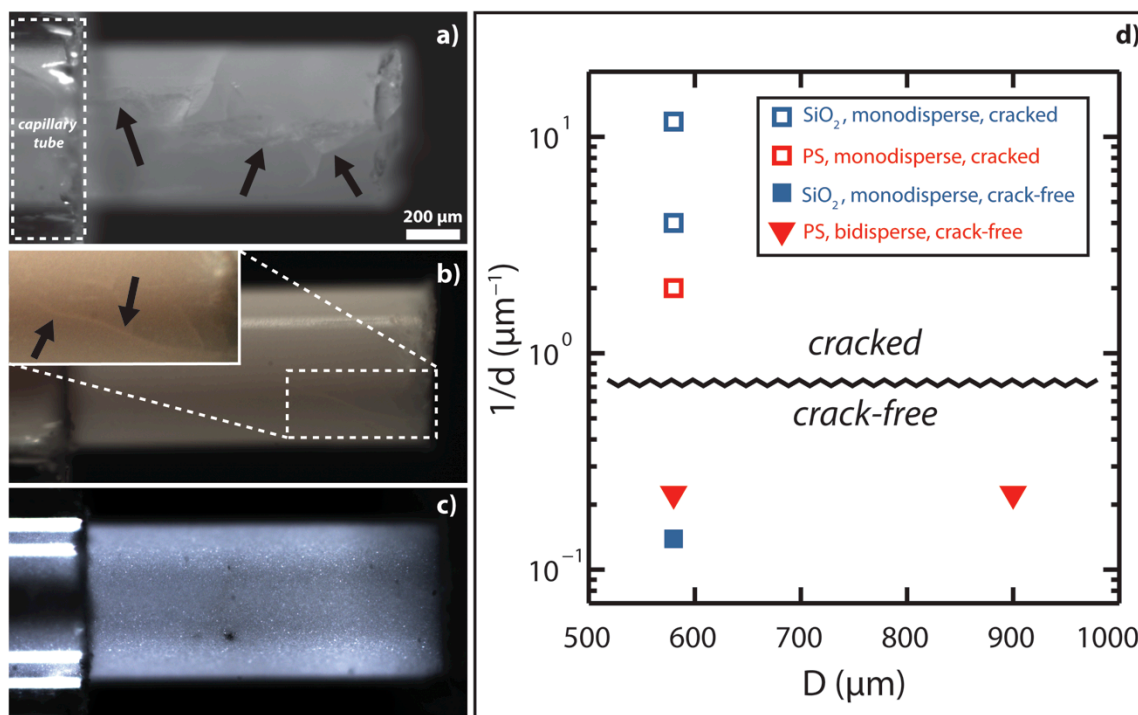 a)
capillary
tube
200 µm
b)
c)
d)
SiO₂, monodisperse, cracked
PS, monodisperse, cracked
SiO₂, monodisperse, crack-free
PS, bidisperse, crack-free
10¹
10⁰
10⁻¹
1/d (µm⁻¹)
cracked
crack-free
500 600 700 800 900 1000
D (µm)